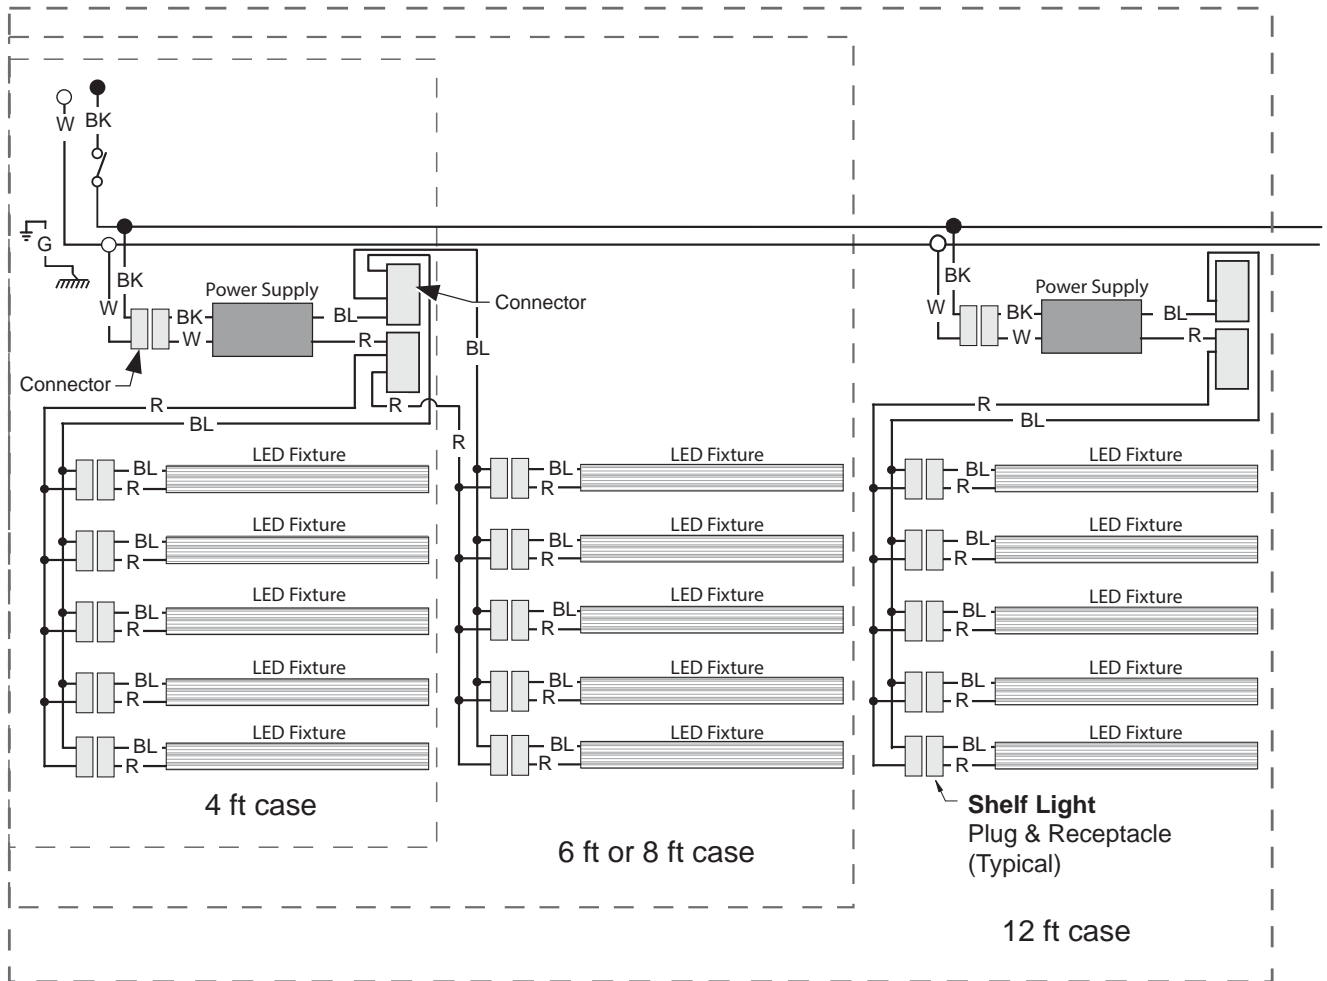 W
BK
G
BK
W
Power Supply
BK
W
BL
R
Connector
Connector
BL
R
BL
R
R
BK
W
Power Supply
BK
W
BL
R
R
BL
LED Fixture
BL
R
LED Fixture
BL
R
LED Fixture
BL
R
LED Fixture
BL
R
LED Fixture
BL
R
4 ft case
LED Fixture
BL
R
LED Fixture
BL
R
LED Fixture
BL
R
LED Fixture
BL
R
LED Fixture
BL
R
6 ft or 8 ft case
LED Fixture
BL
R
LED Fixture
BL
R
LED Fixture
BL
R
LED Fixture
BL
R
LED Fixture
BL
R
Shelf Light
Plug & Receptacle
(Typical)
12 ft case